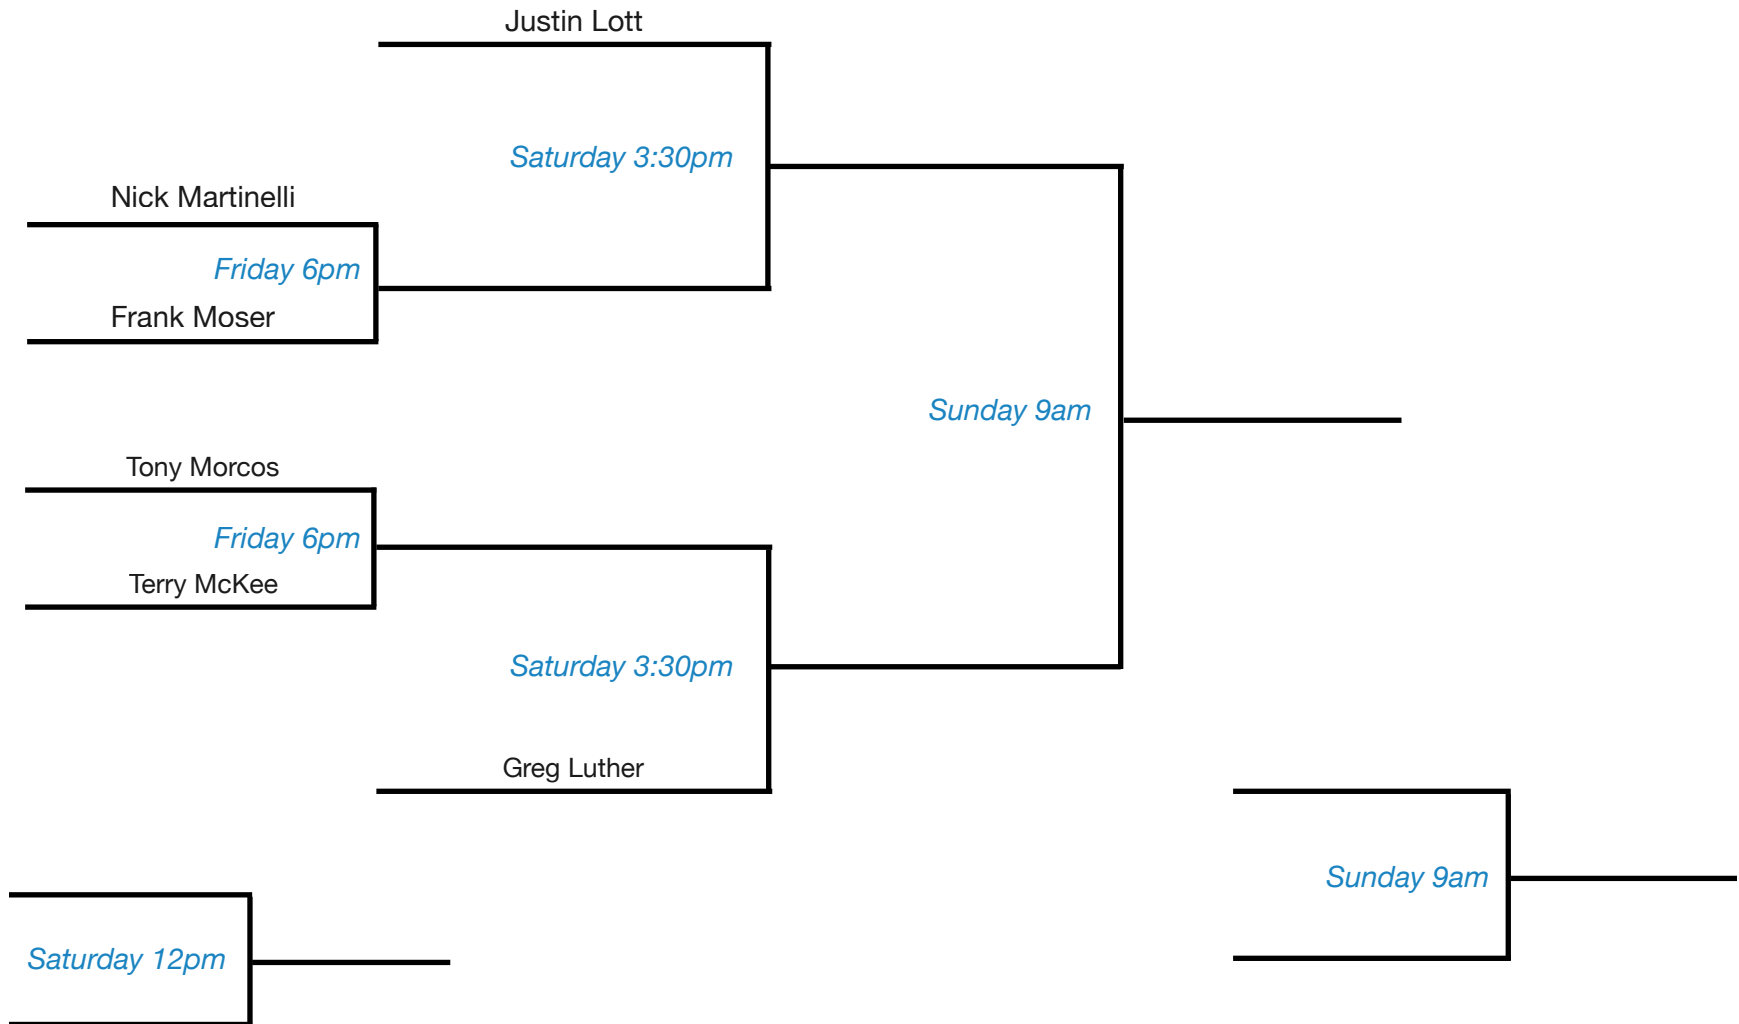 Justin Lott
Saturday 3:30pm
Nick Martinelli
Friday 6pm
Frank Moser
Sunday 9am
Tony Morcos
Friday 6pm
Terry McKee
Saturday 3:30pm
Greg Luther
Sunday 9am
Saturday 12pm